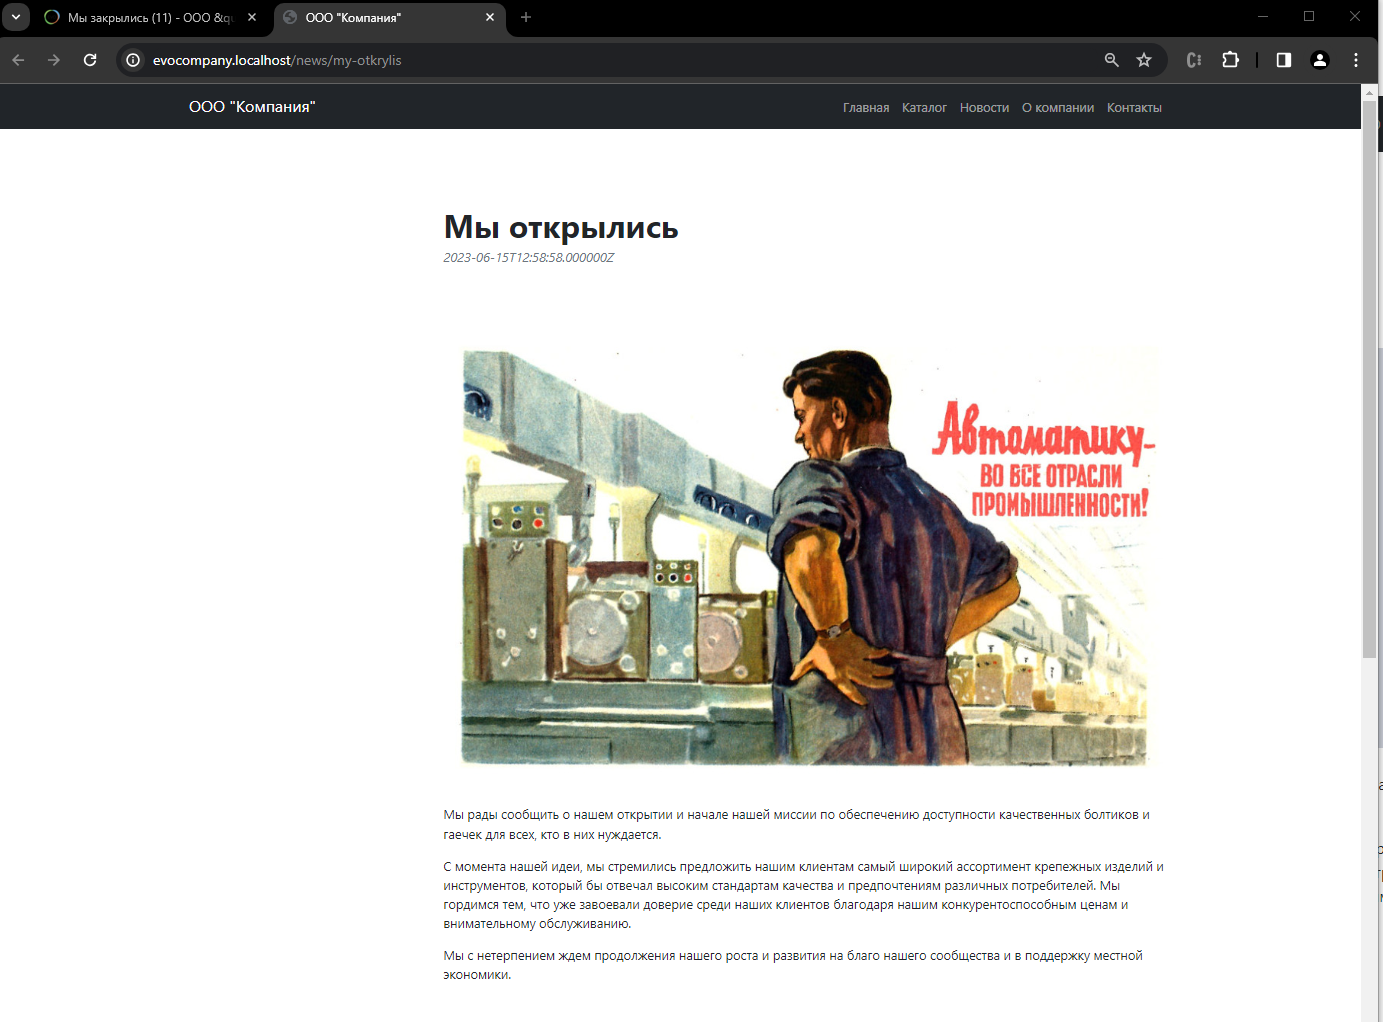 Мы закрылись (11) - ООО &qu
ООО "Компания"
evocompany.localhost/news/my-otkrylis
ООО "Компания"
Главная Каталог Новости О компании Контакты
Мы открылись
2023-06-15T12:58:58.000000Z
Автоматику-
ВО ВСЕ ОТРАСЛИ
ПРОМЫШЛЕННОСТИ!
Мы рады сообщить о нашем открытии и начале нашей миссии по обеспечению доступности качественных болтиков и
гаечек для всех, кто в них нуждается.
С момента нашей идеи, мы стремились предложить нашим клиентам самый широкий ассортимент крепежных изделий и
инструментов, который бы отвечал высоким стандартам качества и предпочтениям различных потребителей. Мы
гордимся тем, что уже завоевали доверие среди наших клиентов благодаря нашим конкурентоспособным ценам и
внимательному обслуживанию.
Мы с нетерпением ждем продолжения нашего роста и развития на благо нашего сообщества и в поддержку местной
экономики.